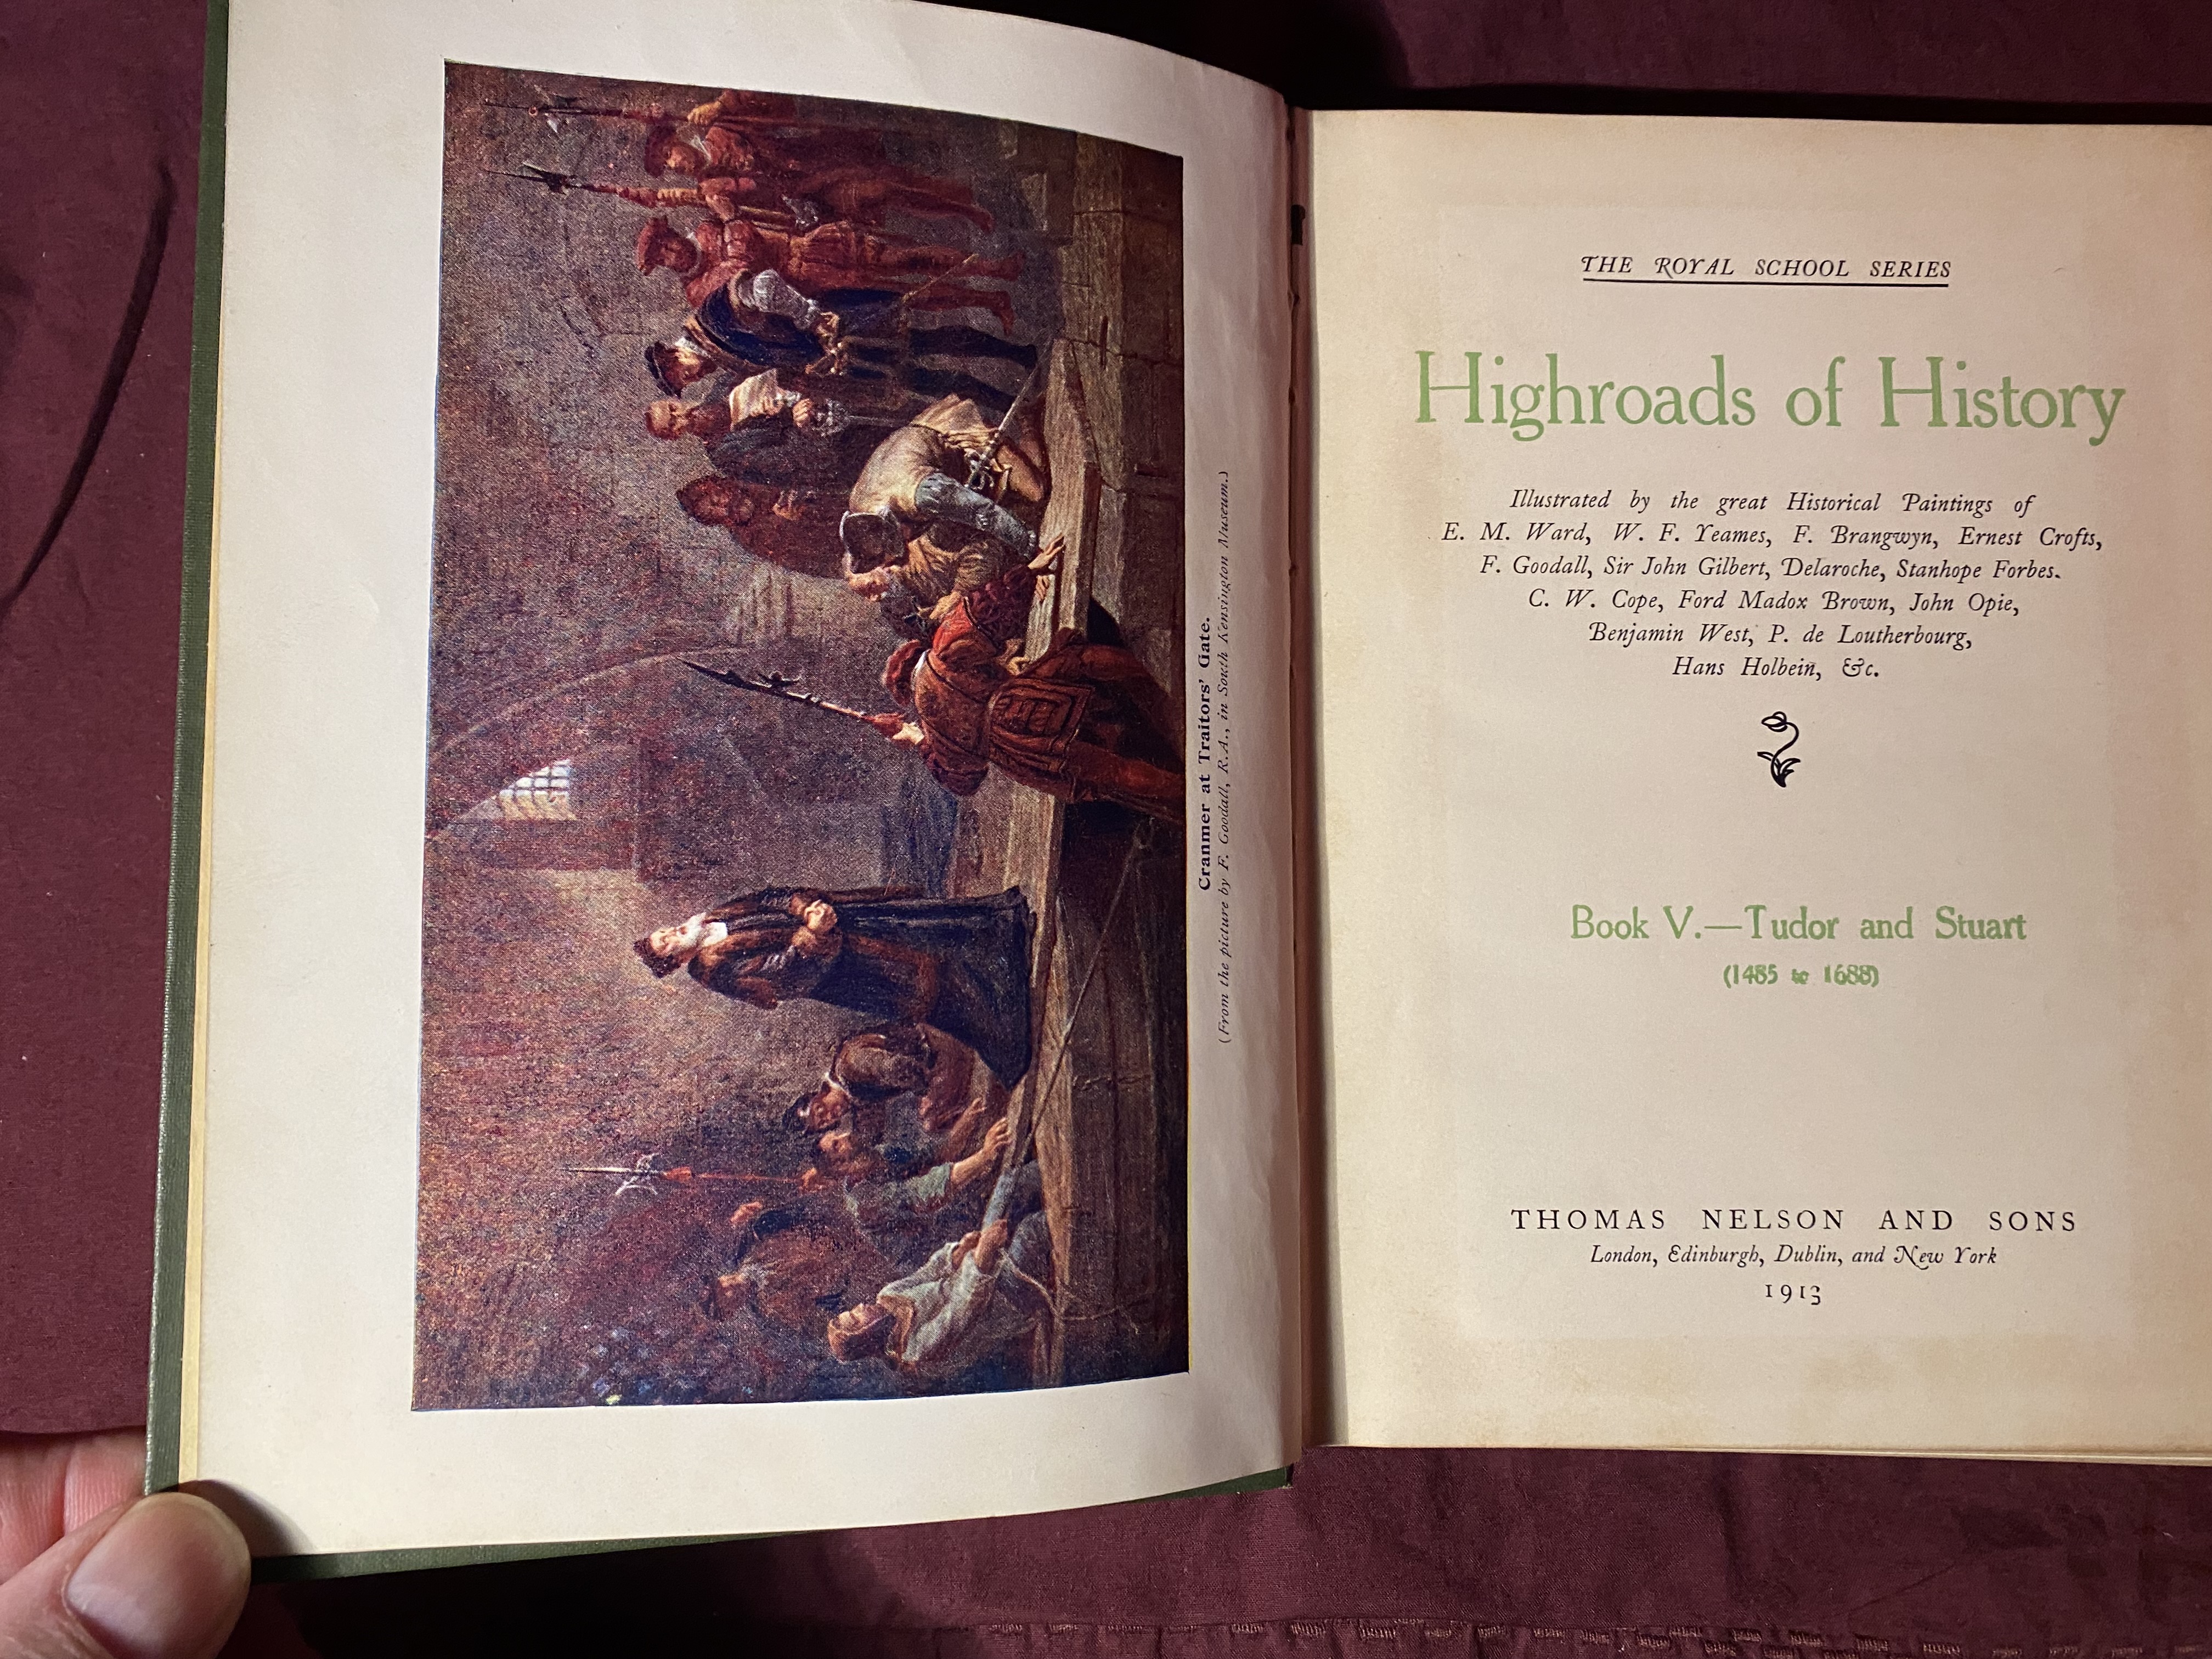 Cranmer at Traitors' Gate.
(From the picture by F. Goodall, R.A., in South Kensington Museum.)
THE ROYAL SCHOOL SERIES
Highroads of History
Illustrated by the great Historical Paintings of
E. M. Ward, W. F. Yeames, F. Brangwyn, Ernest Crofts,
F. Goodall, Sir John Gilbert, Delaroche, Stanhope Forbes.
C. W. Cope, Ford Madox Brown, John Opie,
Benjamin West, P. de Loutherbourg,
Hans Holbein, &c.
Book V.—Tudor and Stuart
(1485 to 1688)
THOMAS NELSON AND SONS
London, Edinburgh, Dublin, and New York
1913